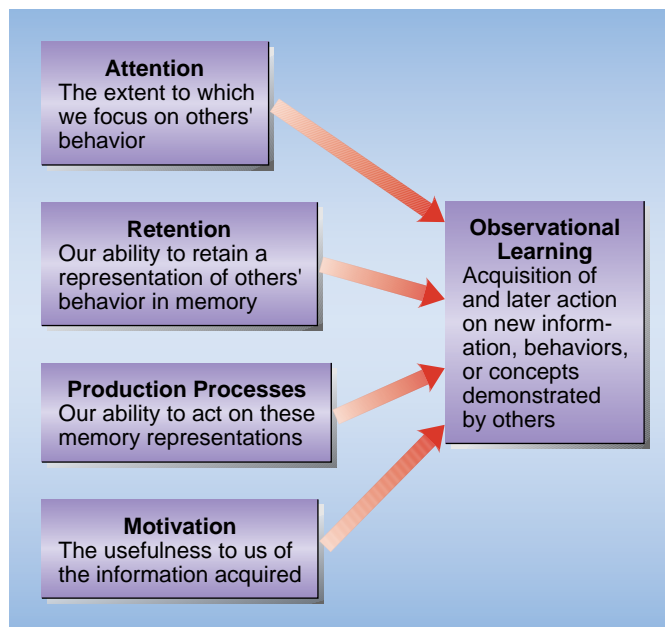 Attention
The extent to which
we focus on others'
behavior
Retention
Our ability to retain a
representation of others'
behavior in memory
Production Processes
Our ability to act on these
memory representations
Motivation
The usefulness to us of
the information acquired
Observational
Learning
Acquisition of
and later action
on new inform-
ation, behaviors,
or concepts
demonstrated
by others